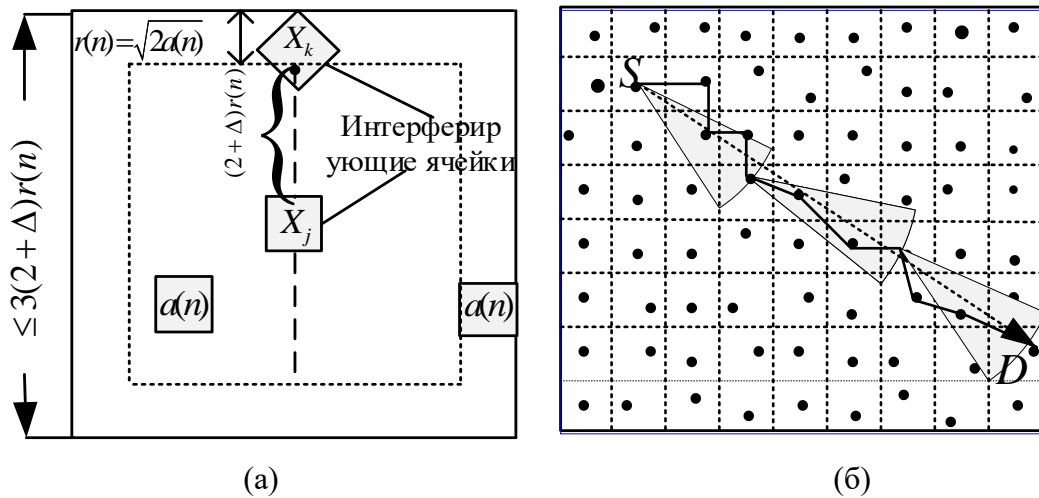 r(n)=√2a(n)
X_k
(2+Δ)r(n)
Интерферир
ующие ячейки
X_j
a(n)
a(n)
≤3(2+Δ)r(n)
(а)
S
D
(б)